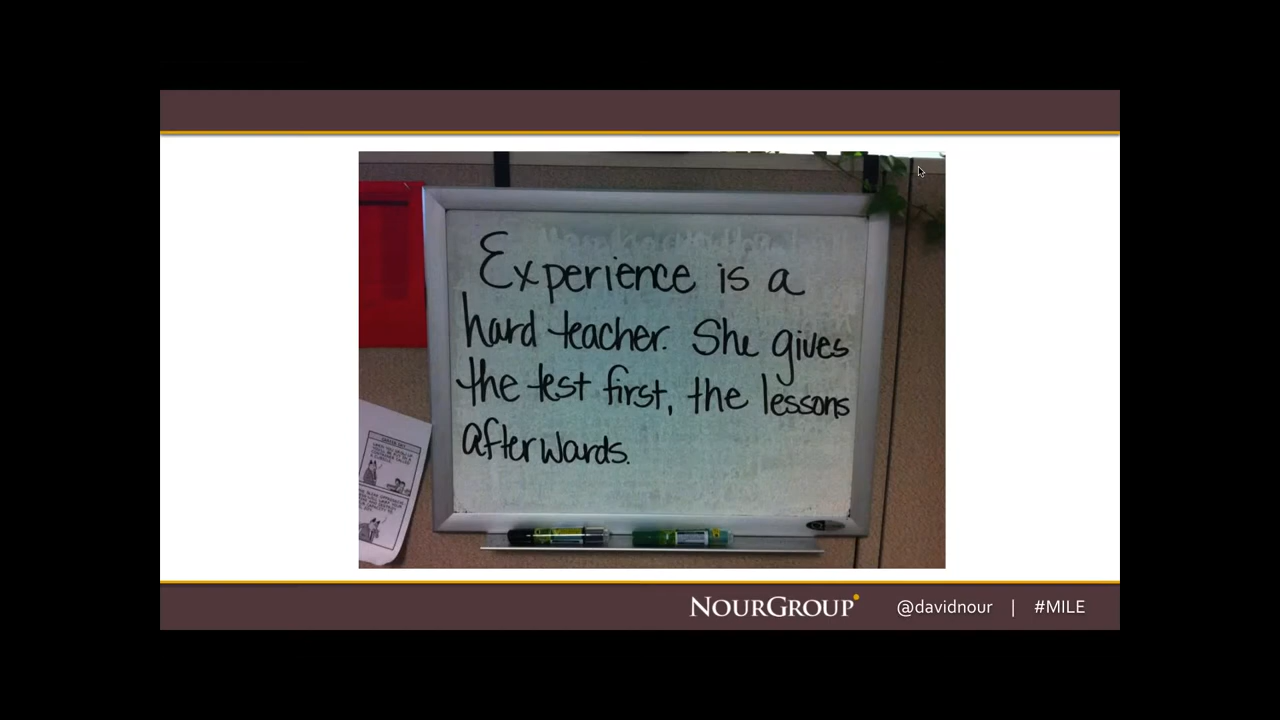 Experience is a
hard teacher. She gives
the test first, the lessons
afterwards.
NOURGROUP
@davidnour | #MILE